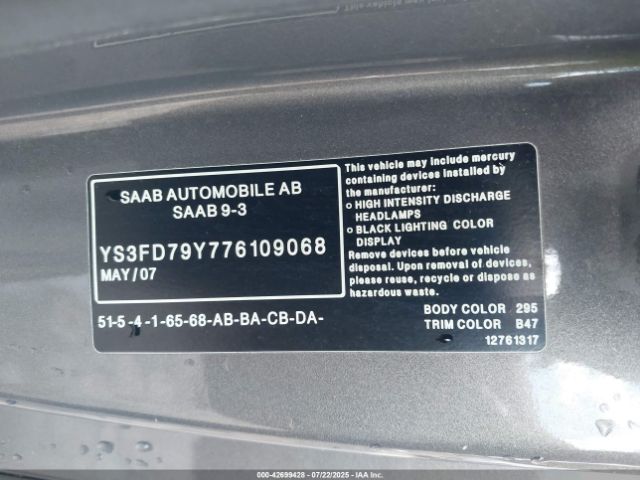 SAAB AUTOMOBILE AB
SAAB 9-3
YS3FD79Y776109068
MAY/07
This vehicle may include mercury
containing devices installed by
the manufacturer:
○ HIGH INTENSITY DISCHARGE
HEADLAMPS
○ BLACK LIGHTING COLOR
DISPLAY
Remove devices before vehicle
disposal. Upon removal of devices,
please reuse, recycle or dispose as
hazardous waste.
51-5-4-1-65-68-AB-BA-CB-DA-
BODY COLOR 295
TRIM COLOR B47
12761317
000-42699428 - 07/22/2025 - IAA, Inc.